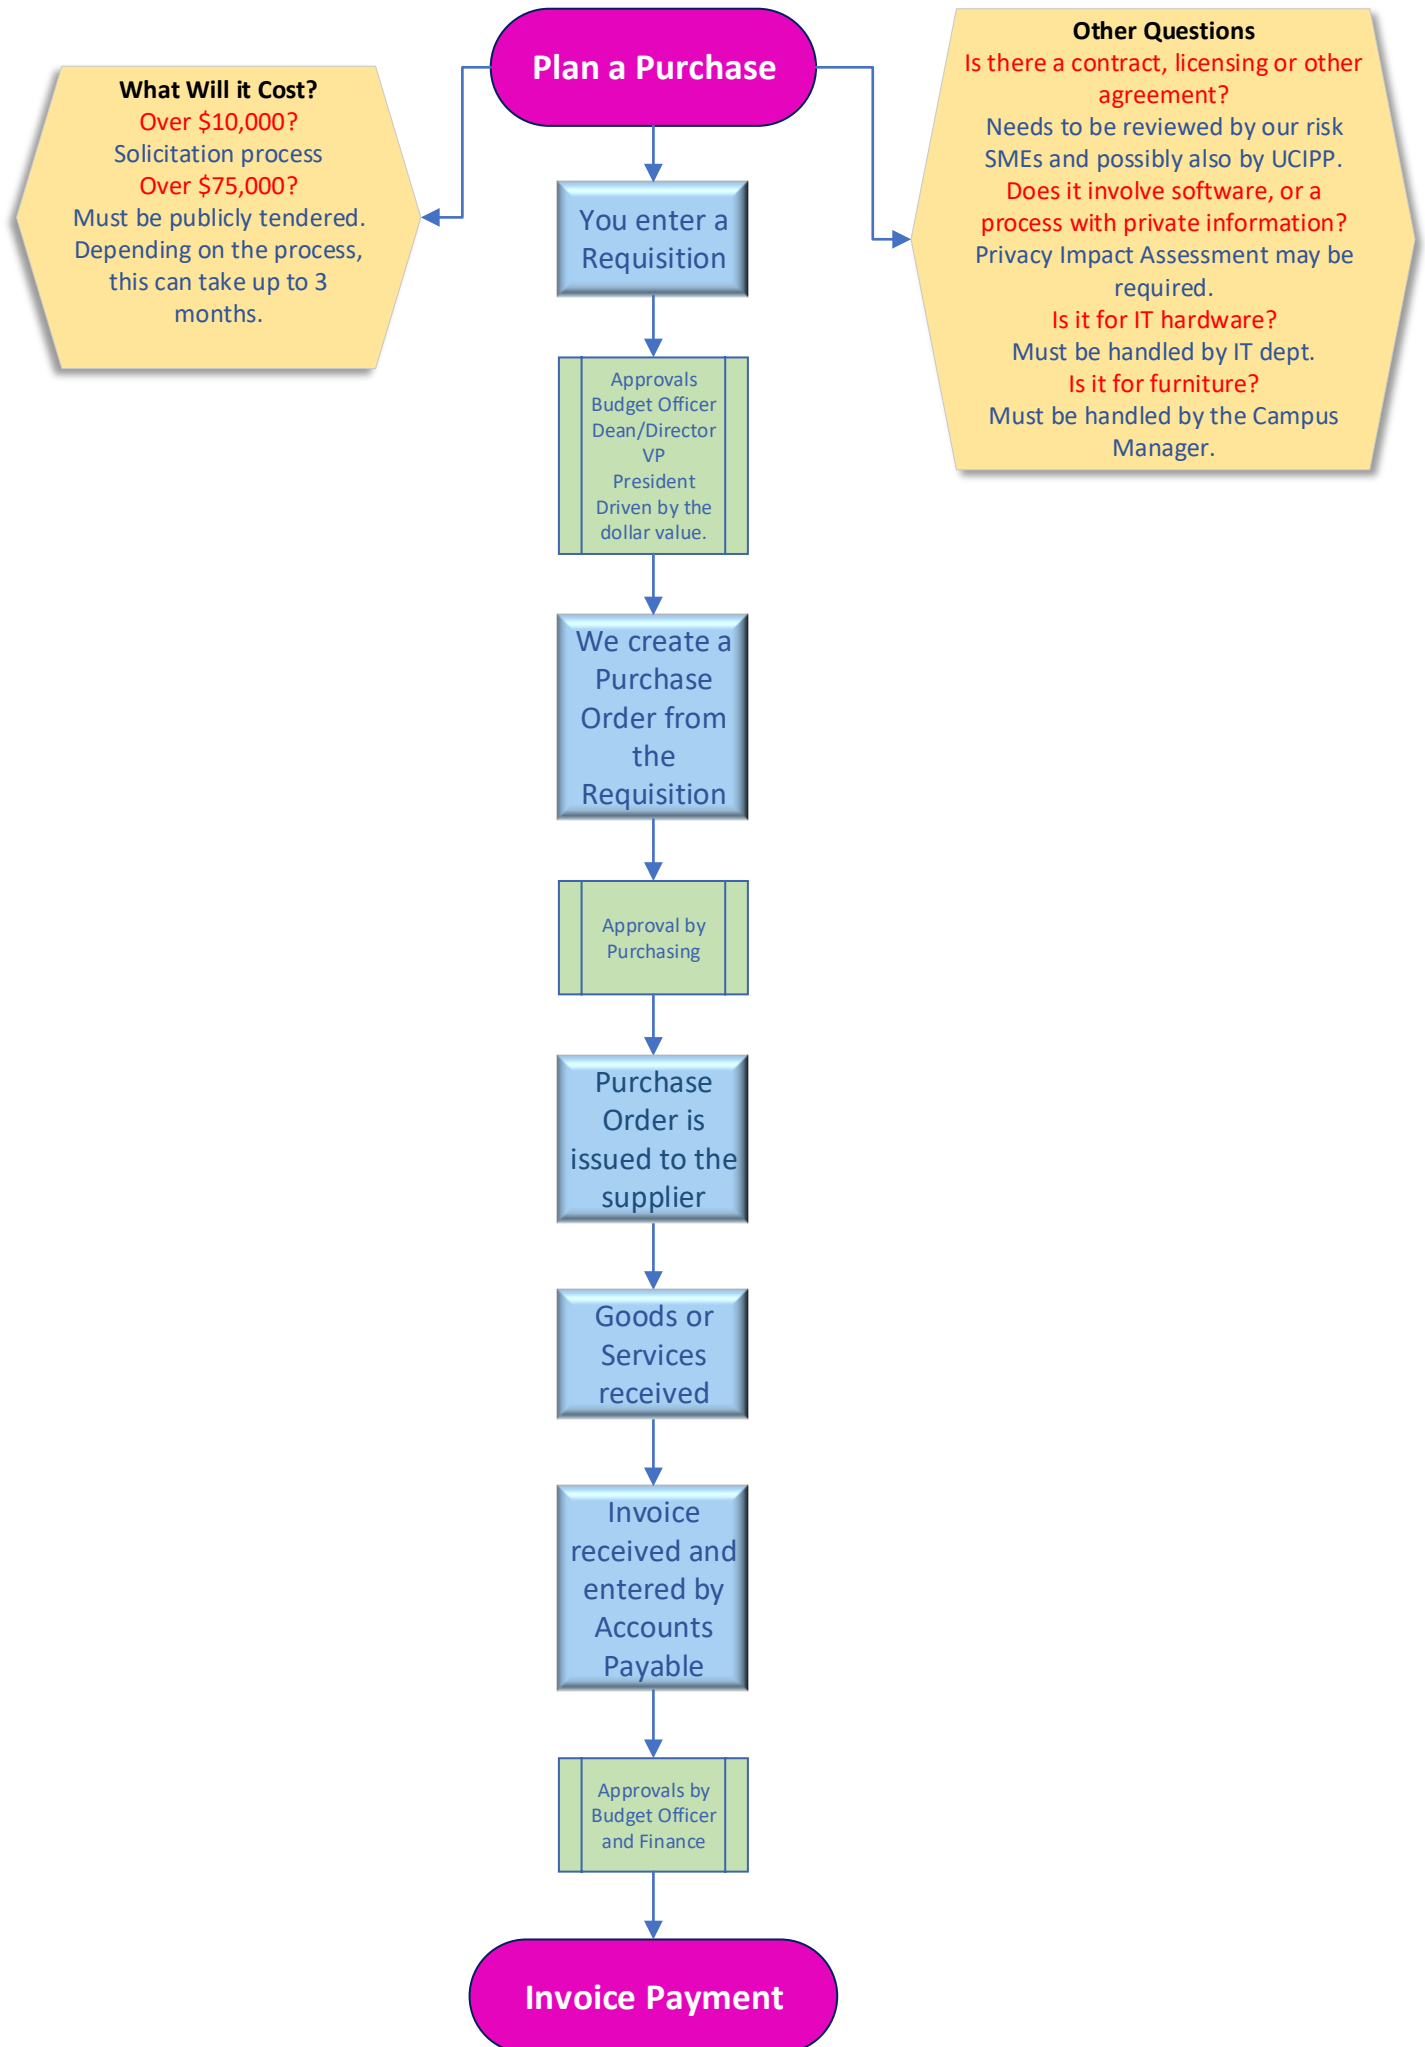 Plan a Purchase
What Will it Cost?
Over $10,000?
Solicitation process
Over $75,000?
Must be publicly tendered.
Depending on the process,
this can take up to 3
months.
Other Questions
Is there a contract, licensing or other
agreement?
Needs to be reviewed by our risk
SMEs and possibly also by UCIPP.
Does it involve software, or a
process with private information?
Privacy Impact Assessment may be
required.
Is it for IT hardware?
Must be handled by IT dept.
Is it for furniture?
Must be handled by the Campus
Manager.
You enter a
Requisition
Approvals
Budget Officer
Dean/Director
VP
President
Driven by the
dollar value.
We create a
Purchase
Order from
the
Requisition
Approval by
Purchasing
Purchase
Order is
issued to the
supplier
Goods or
Services
received
Invoice
received and
entered by
Accounts
Payable
Approvals by
Budget Officer
and Finance
Invoice Payment